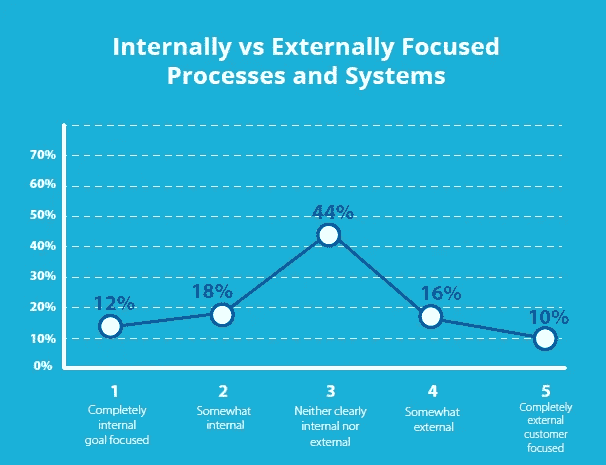 Internally vs Externally Focused
Processes and Systems
70%
60%
50%
40%
30%
20%
10%
0%
12%
18%
44%
16%
10%
1
Completely
internal
goal focused
2
Somewhat
internal
3
Neither clearly
internal nor
external
4
Somewhat
external
5
Completely
external
customer
focused